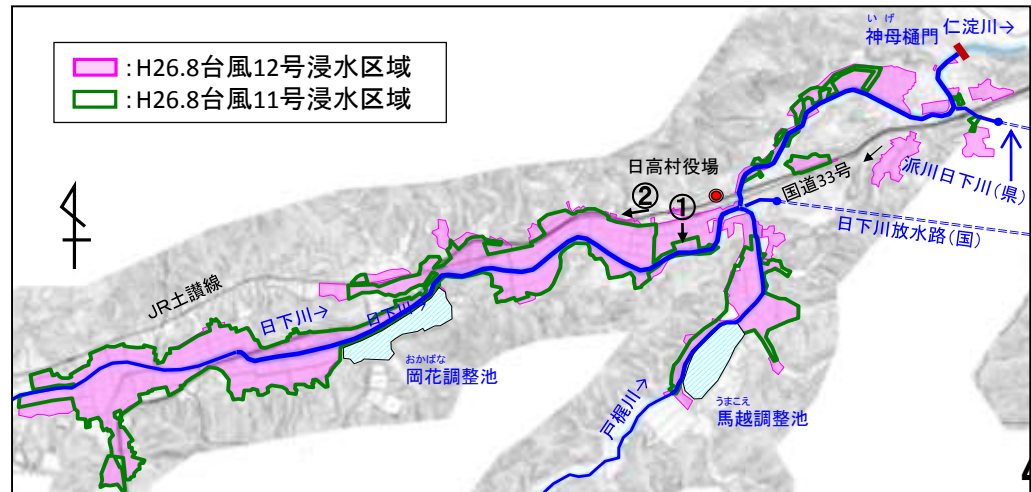 :H26.8台風12号浸水区域
:H26.8台風11号浸水区域
いげ
神母樋門
仁淀川→
派川日下川(県)
日高村役場
国道33号
②
①
日下川放水路(国)
JR土讃線
日下川→
日下川→
おかばな
岡花調整池
戸梶川→
うまこえ
馬越調整池